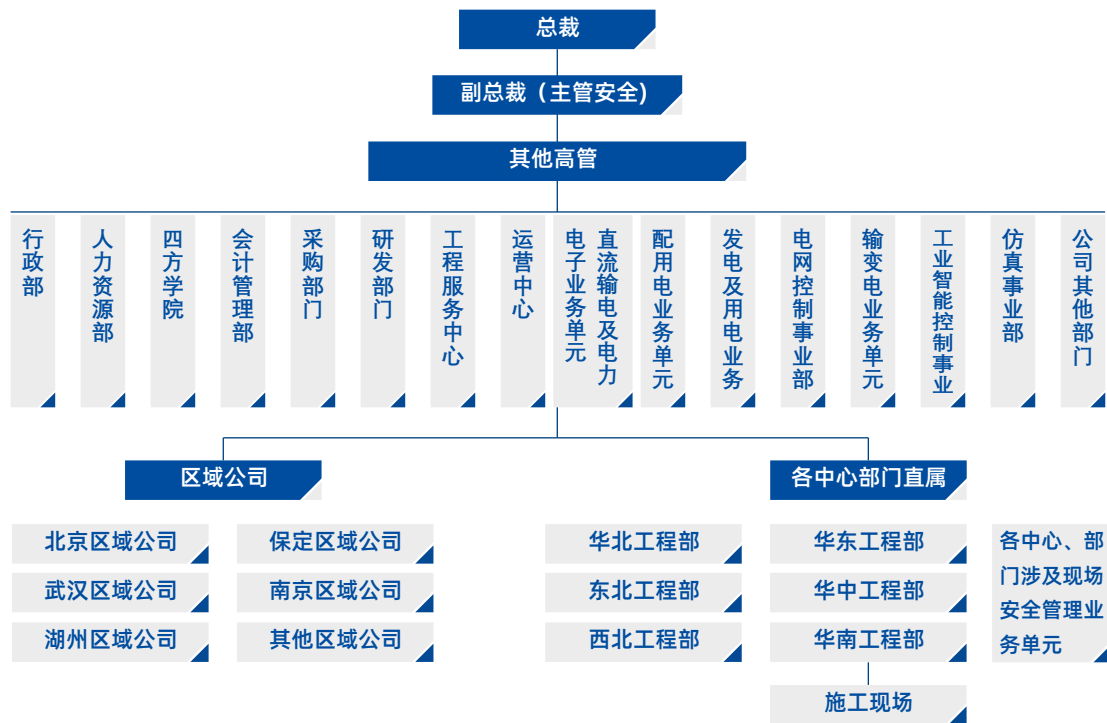 总裁
副总裁（主管安全)
其他高管
行政部
人力资源部
四方学院
会计管理部
采购部门
研发部门
工程服务中心
运营中心
直流输电及电力
电子业务单元
配用电业务单元
发电及用电业务
电网控制事业部
输变电业务单元
工业智能控制事业
仿真事业部
公司其他部门
区域公司
各中心部门直属
北京区域公司
保定区域公司
武汉区域公司
南京区域公司
湖州区域公司
其他区域公司
华北工程部
华东工程部
东北工程部
华中工程部
西北工程部
华南工程部
施工现场
各中心、部
门涉及现场
安全管理业
务单元